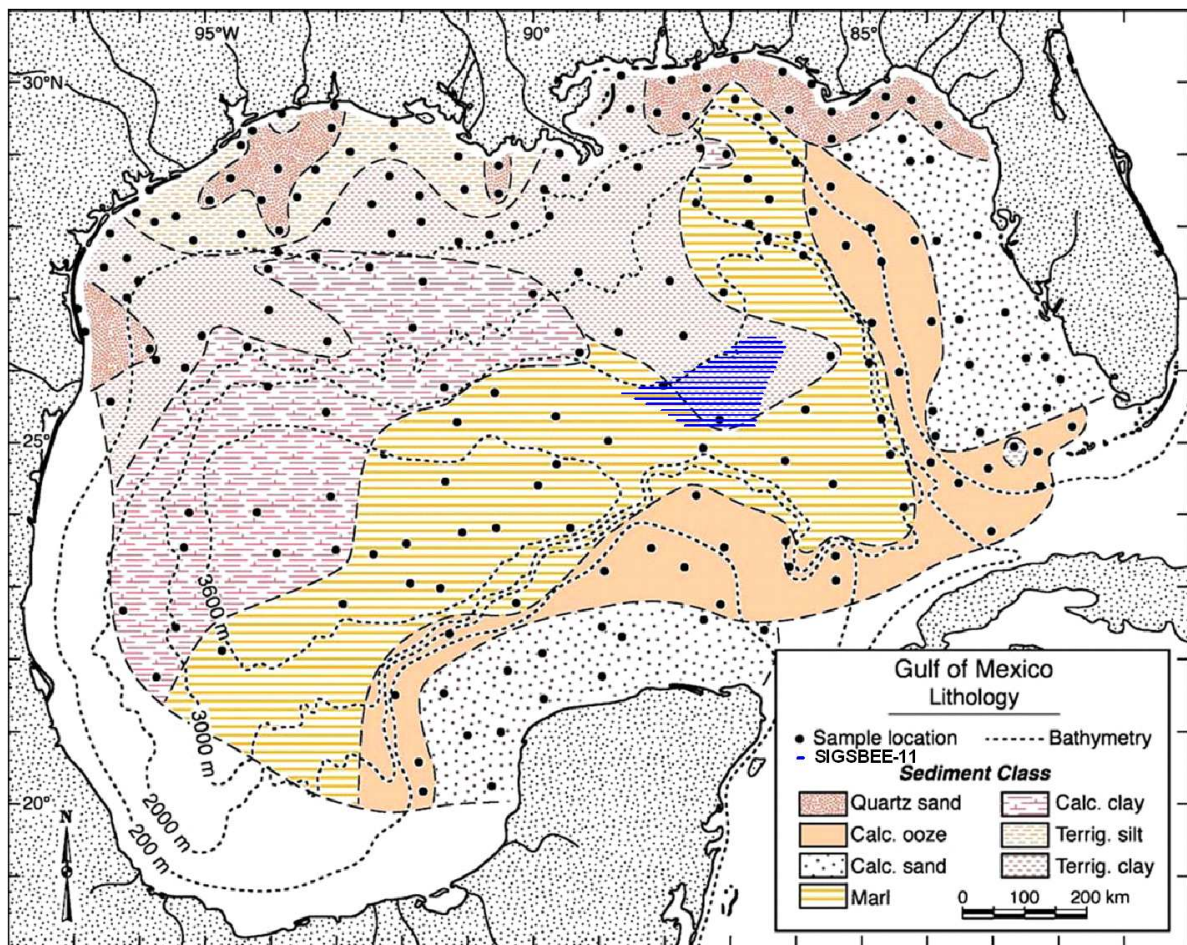 95°W 90° 85°
30°N
25°
3600 m
3000 m
2000 m
200 m
20°
N
Gulf of Mexico
Lithology
Sample location Bathymetry
SIGSBEE-11
Sediment Class
Quartz sand Calc. clay
Calc. ooze Terrig. silt
Calc. sand Terrig. clay
Marl 0 100 200 km